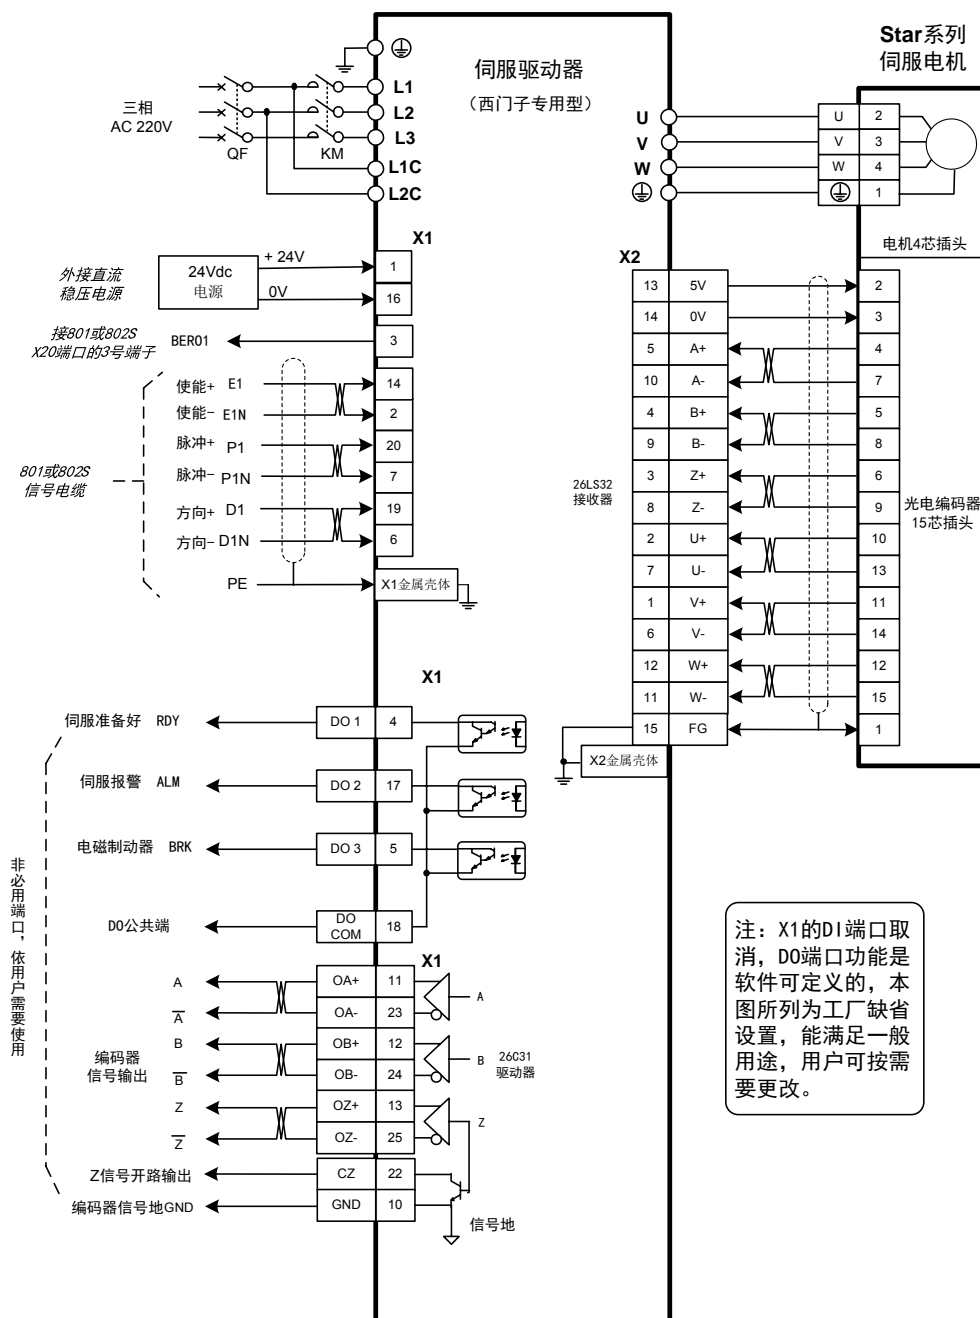 Star系列
伺服电机
伺服驱动器
（西门子专用型）
三相
AC 220V
QF
KM
L1
L2
L3
L1C
L2C
U
V
W
U 2
V 3
W 4
1
电机4芯插头
X1
外接直流
稳压电源
24Vdc
电源
+ 24V
0V
1
16
接801或802S
X20端口的3号端子
BERO1
3
801或802S
信号电缆
使能+ E1
14
使能- E1N
2
脉冲+ P1
20
脉冲- P1N
7
方向+ D1
19
方向- D1N
6
PE
X1金属壳体
X2
13 5V 2
14 0V 3
5 A+ 4
10 A- 7
4 B+ 5
9 B- 8
3 Z+ 6
8 Z- 9
2 U+ 10
7 U- 13
1 V+ 11
6 V- 14
12 W+ 12
11 W- 15
15 FG 1
X2金属壳体
26LS32
接收器
光电编码器
15芯插头
X1
伺服准备好 RDY DO 1 4
伺服报警 ALM DO 2 17
电磁制动器 BRK DO 3 5
DO公共端
DO
COM
18
非必用端口，依用户需要使用
X1
A OA+ 11
A OA- 23
A
B OB+ 12
B OB- 24
B
编码器
信号输出
26C31
驱动器
Z OZ+ 13
Z OZ- 25
Z
Z信号开路输出 CZ 22
编码器信号地GND GND 10
信号地
注：X1的DI端口取
消，DO端口功能是
软件可定义的，本
图所列为工厂缺省
设置，能满足一般
用途，用户可按需
要更改。